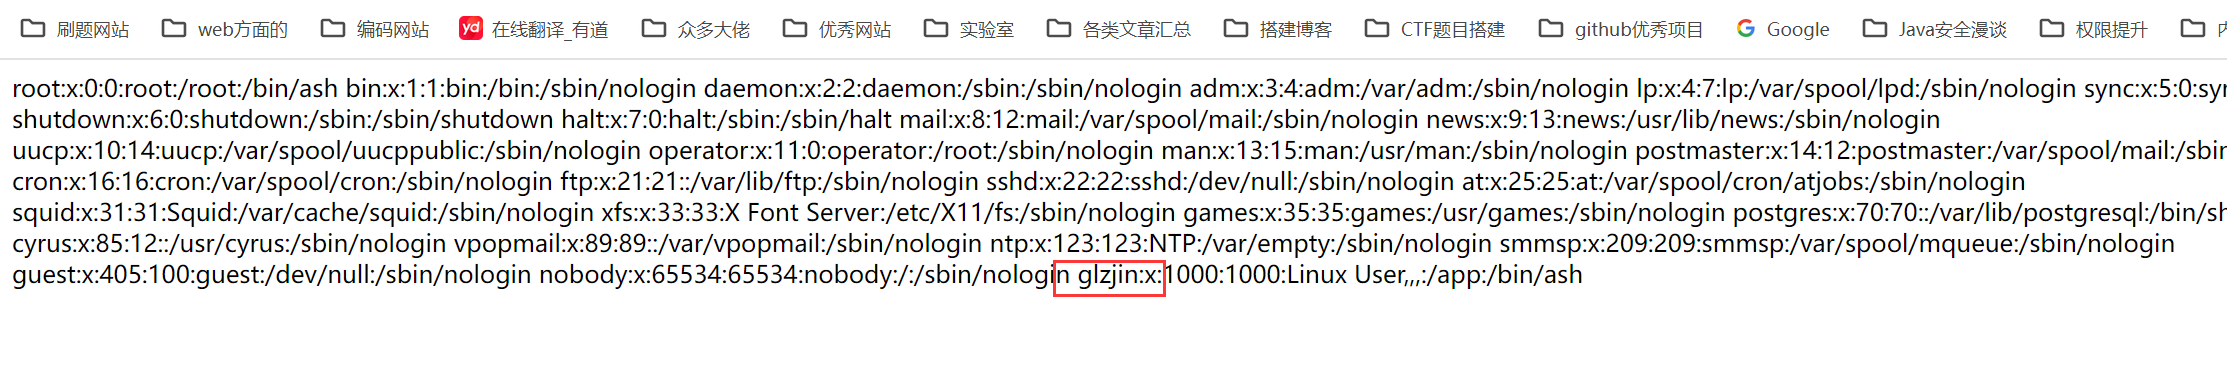 刷题网站 web方面的 编码网站 yd 在线翻译_有道 众多大佬 优秀网站 实验室 各类文章汇总 搭建博客 CTF题目搭建 github优秀项目 Google Java安全漫谈 权限提升
root:x:0:0:root:/root:/bin/ash bin:x:1:1:bin:/bin:/sbin/nologin daemon:x:2:2:daemon:/sbin:/sbin/nologin adm:x:3:4:adm:/var/adm:/sbin/nologin lp:x:4:7:lp:/var/spool/lpd:/sbin/nologin sync:x:5:0:syn
shutdown:x:6:0:shutdown:/sbin:/sbin/shutdown halt:x:7:0:halt:/sbin:/sbin/halt mail:x:8:12:mail:/var/spool/mail:/sbin/nologin news:x:9:13:news:/usr/lib/news:/sbin/nologin
uucp:x:10:14:uucp:/var/spool/uucppublic:/sbin/nologin operator:x:11:0:operator:/root:/sbin/nologin man:x:13:15:man:/usr/man:/sbin/nologin postmaster:x:14:12:postmaster:/var/spool/mail:/sbin
cron:x:16:16:cron:/var/spool/cron:/sbin/nologin ftp:x:21:21::/var/lib/ftp:/sbin/nologin sshd:x:22:22:sshd:/dev/null:/sbin/nologin at:x:25:25:at:/var/spool/cron/atjobs:/sbin/nologin
squid:x:31:31:Squid:/var/cache/squid:/sbin/nologin xfs:x:33:33:X Font Server:/etc/X11/fs:/sbin/nologin games:x:35:35:games:/usr/games:/sbin/nologin postgres:x:70:70::/var/lib/postgresql:/bin/sh
cyrus:x:85:12::/usr/cyrus:/sbin/nologin vpopmail:x:89:89::/var/vpopmail:/sbin/nologin ntp:x:123:123:NTP:/var/empty:/sbin/nologin smmsp:x:209:209:smmsp:/var/spool/mqueue:/sbin/nologin
guest:x:405:100:guest:/dev/null:/sbin/nologin nobody:x:65534:65534:nobody:/:/sbin/nologin glzjin:x:1000:1000:Linux User,,,:/app:/bin/ash